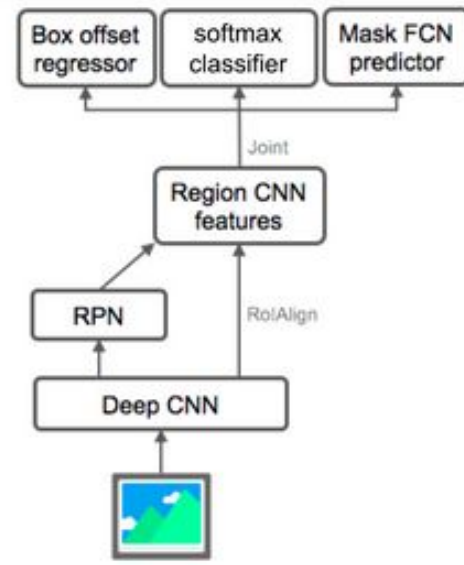 Box offset
regressor
softmax
classifier
Mask FCN
predictor
Joint
Region CNN
features
RPN
RoIAlign
Deep CNN